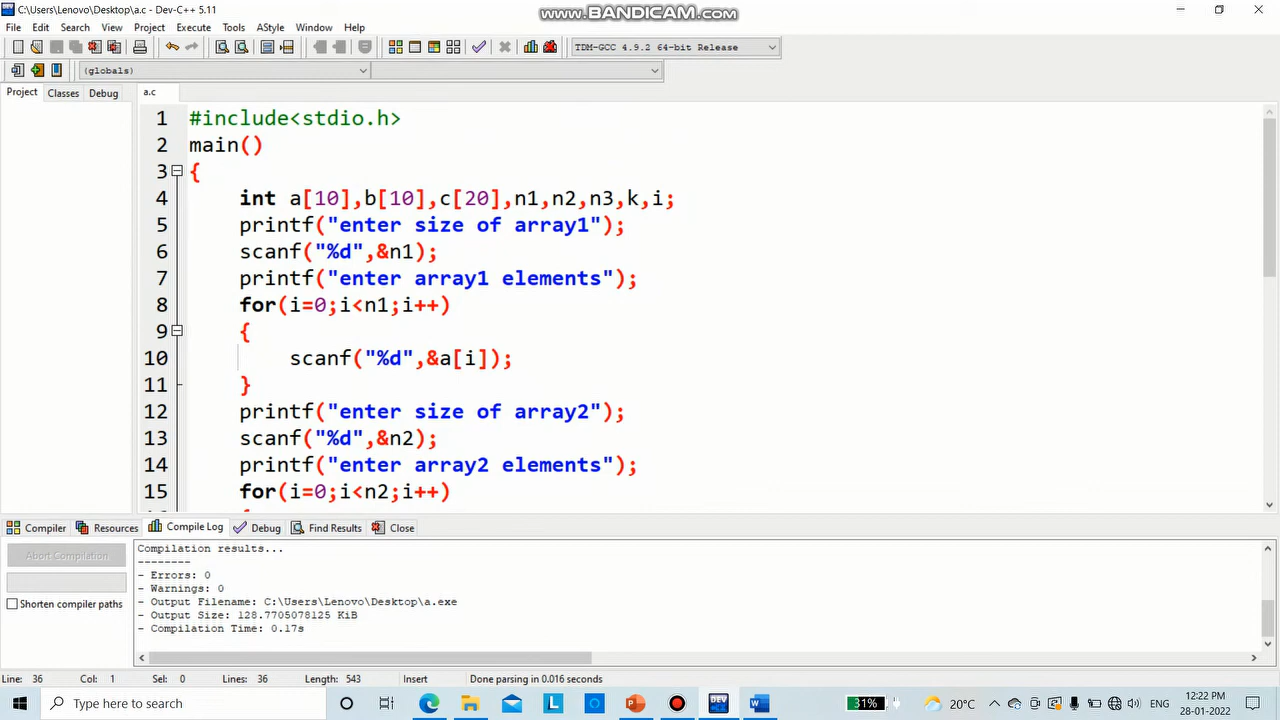 C:\Users\Lenovo\Desktop\a.c - Dev-C++ 5.11
www.BANDICAM.com
File Edit Search View Project Execute Tools AStyle Window Help
TDM-GCC 4.9.2 64-bit Release
(globals)
Project Classes Debug
a.c
1 #include<stdio.h>
2 main()
3 {
4 int a[10],b[10],c[20],n1,n2,n3,k,i;
5 printf("enter size of array1");
6 scanf("%d",&n1);
7 printf("enter array1 elements");
8 for(i=0;i<n1;i++)
9 {
10 scanf("%d",&a[i]);
11 }
12 printf("enter size of array2");
13 scanf("%d",&n2);
14 printf("enter array2 elements");
15 for(i=0;i<n2;i++)
Compiler Resources Compile Log Debug Find Results Close
Abort Compilation
Shorten compiler paths
Compilation results...
--------
- Errors: 0
- Warnings: 0
- Output Filename: C:\Users\Lenovo\Desktop\a.exe
- Output Size: 128.7705078125 KiB
- Compilation Time: 0.17s
Line: 36 Col: 1 Sel: 0 Lines: 36 Length: 543 Insert Done parsing in 0.016 seconds
Type here to search
L
DEV
31%
20°C
12:22 PM
28-01-2022